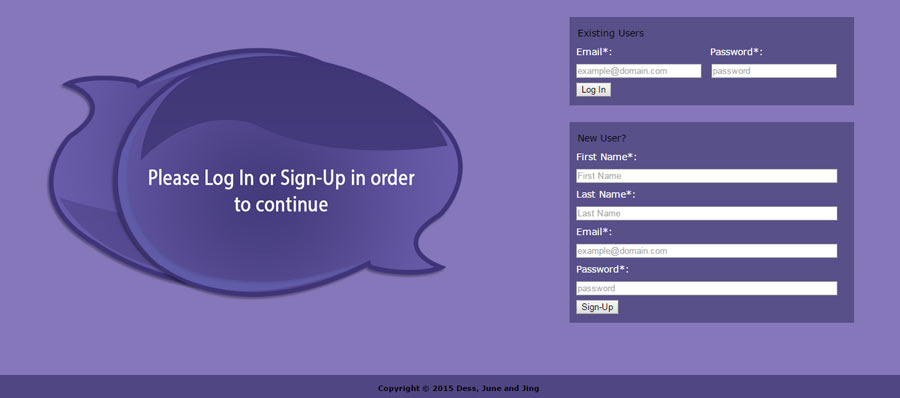 Please Log In or Sign-Up in order
to continue
Existing Users
Email*: Password*:
example@domain.com password
Log In
New User?
First Name*:
First Name
Last Name*:
Last Name
Email*:
example@domain.com
Password*:
password
Sign-Up
Copyright © 2015 Dess, June and Jing